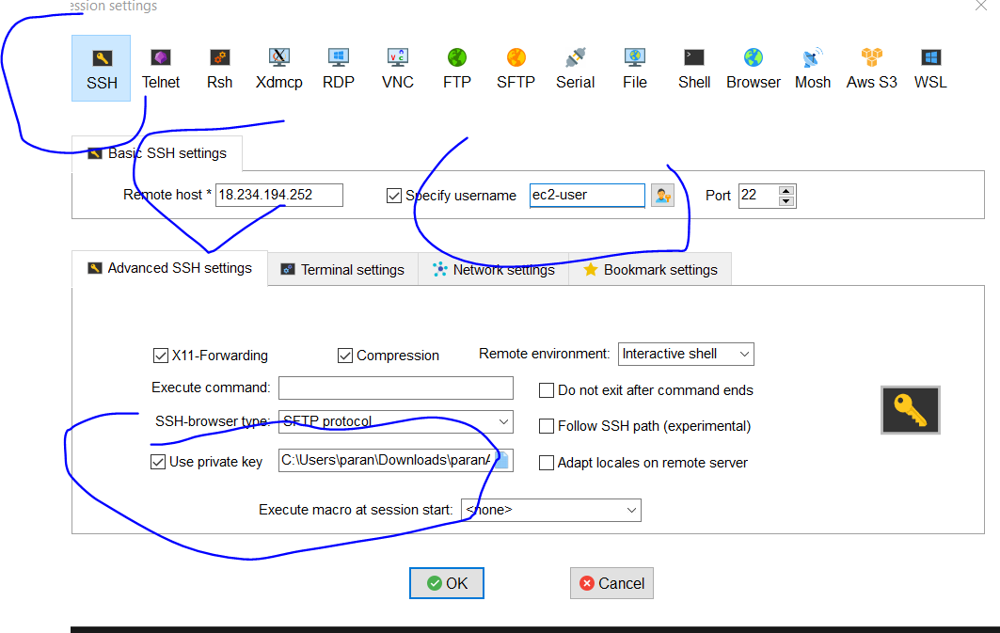 ession settings
SSH Telnet Rsh Xdmcp RDP VNC FTP SFTP Serial File Shell Browser Mosh Aws S3 WSL
Basic SSH settings
Remote host * 18.234.194.252 Specify username ec2-user Port 22
Advanced SSH settings Terminal settings Network settings Bookmark settings
X11-Forwarding Compression Remote environment: Interactive shell
Execute command: Do not exit after command ends
SSH-browser type: SFTP protocol Follow SSH path (experimental)
Use private key C:\Users\paran\Downloads\paranA Adapt locales on remote server
Execute macro at session start: <none>
OK Cancel